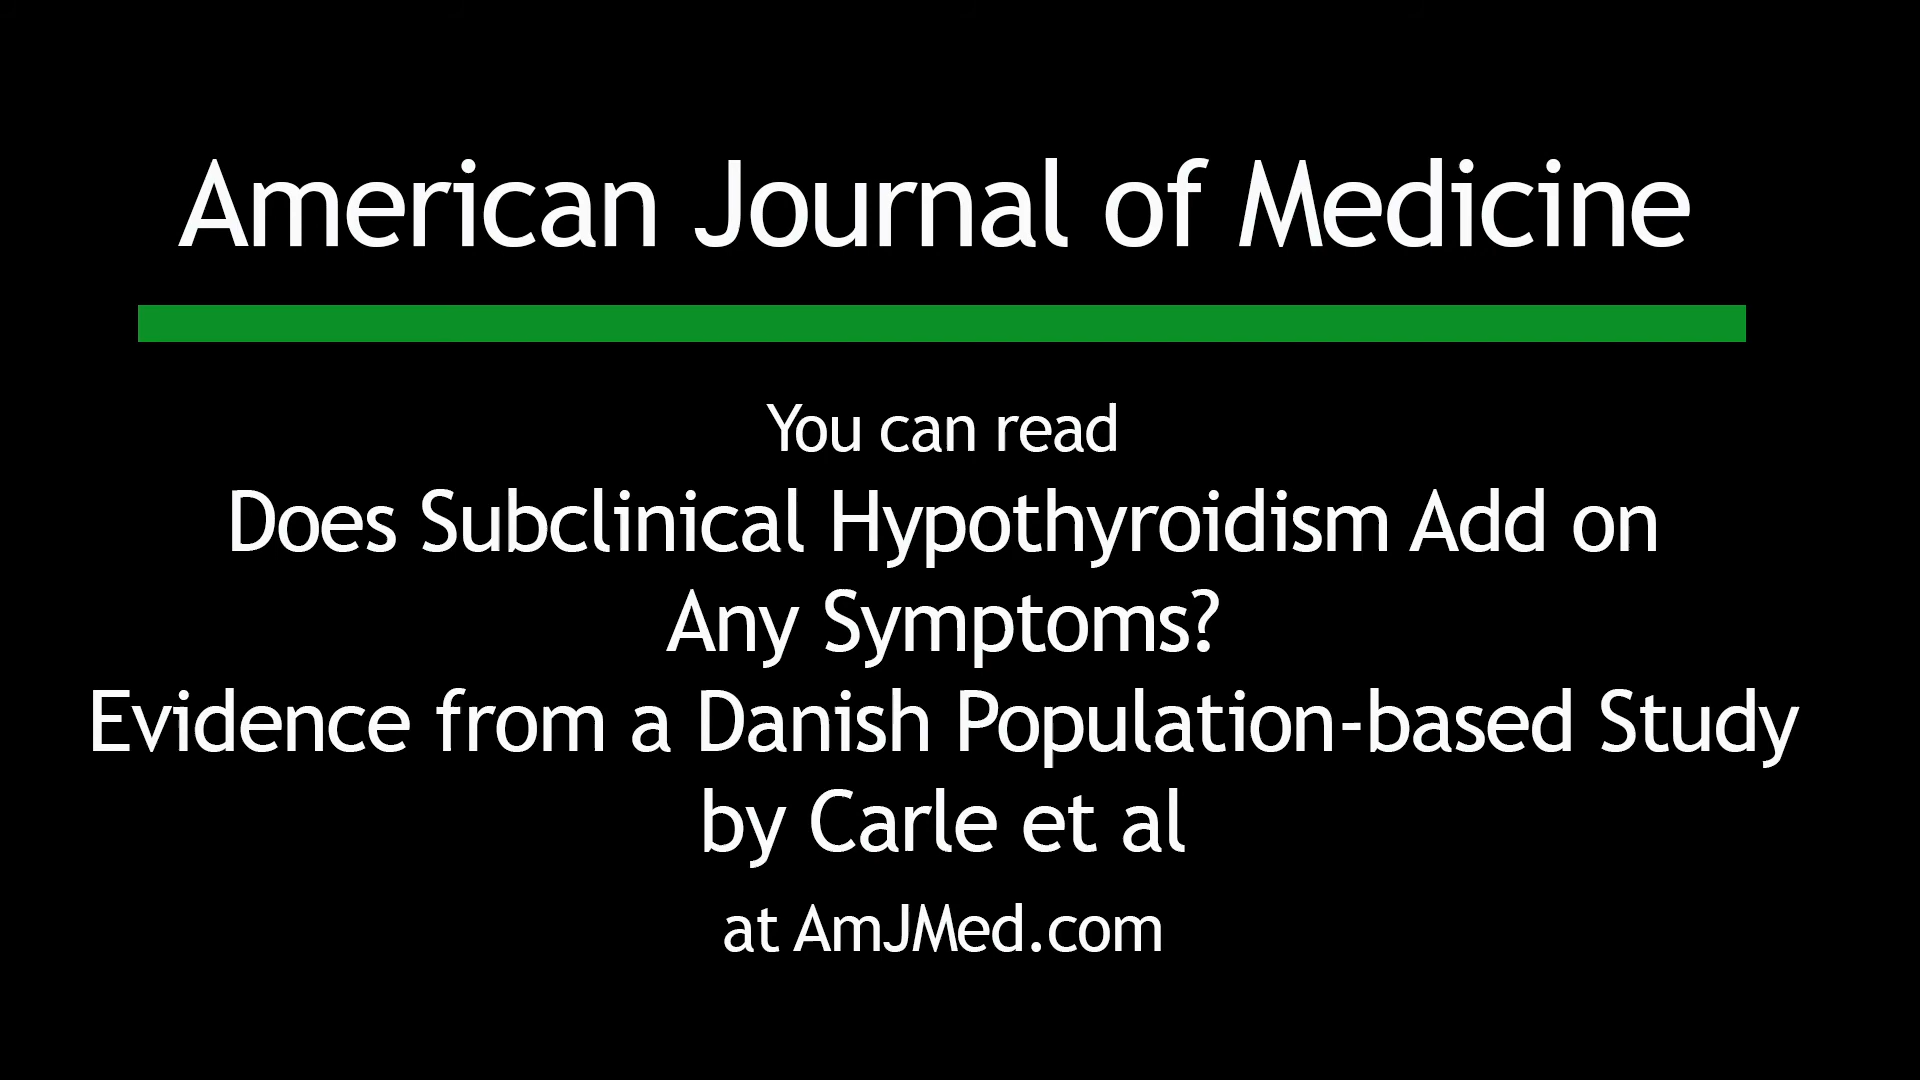 American Journal of Medicine
You can read
Does Subclinical Hypothyroidism Add on
Any Symptoms?
Evidence from a Danish Population-based Study
by Carle et al
at AmJMed.com